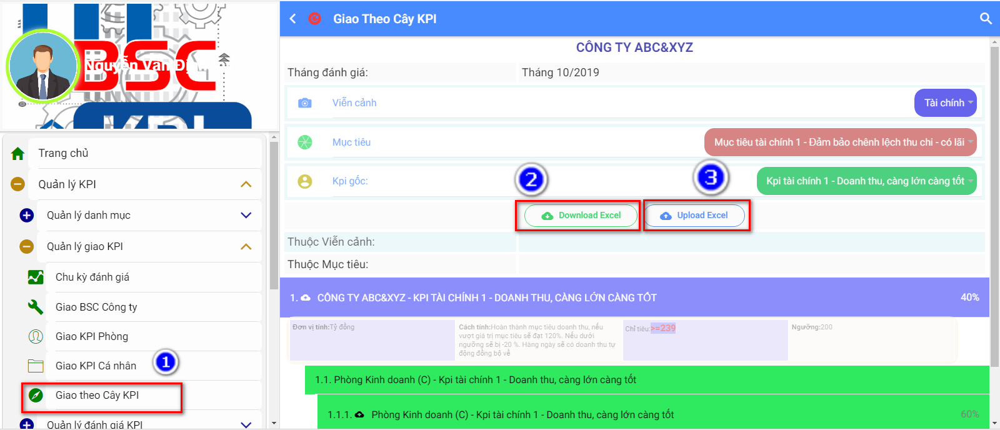 BSC
Nguyễn Văn
KPI
Trang chủ
Quản lý KPI
Quản lý danh mục
Quản lý giao KPI
Chu kỳ đánh giá
Giao BSC Công ty
Giao KPI Phòng
Giao KPI Cá nhân
1
Giao theo Cây KPI
Quản lý đánh giá KPI
Giao Theo Cây KPI
CÔNG TY ABC&XYZ
Tháng đánh giá: Tháng 10/2019
Viễn cảnh Tài chính
Mục tiêu Mục tiêu tài chính 1 - Đảm bảo chênh lệch thu chi - có lãi
Kpi gốc: Kpi tài chính 1 - Doanh thu, càng lớn càng tốt
2 3
Download Excel Upload Excel
Thuộc Viễn cảnh:
Thuộc Mục tiêu:
1. CÔNG TY ABC&XYZ - KPI TÀI CHÍNH 1 - DOANH THU, CÀNG LỚN CÀNG TỐT 40%
Đơn vị tính:Tỷ đồng
Cách tính:Hoàn thành mục tiêu doanh thu, nếu
vượt giá trị mục tiêu sẽ đạt 120%. Nếu dưới
ngưỡng sẽ bị -20 %. Hàng ngày sẽ có doanh thu tự
động đồng bộ về
Chỉ tiêu:>=239
Ngưỡng:200
1.1. Phòng Kinh doanh (C) - Kpi tài chính 1 - Doanh thu, càng lớn càng tốt
1.1.1. Phòng Kinh doanh (C) - Kpi tài chính 1 - Doanh thu, càng lớn càng tốt 60%